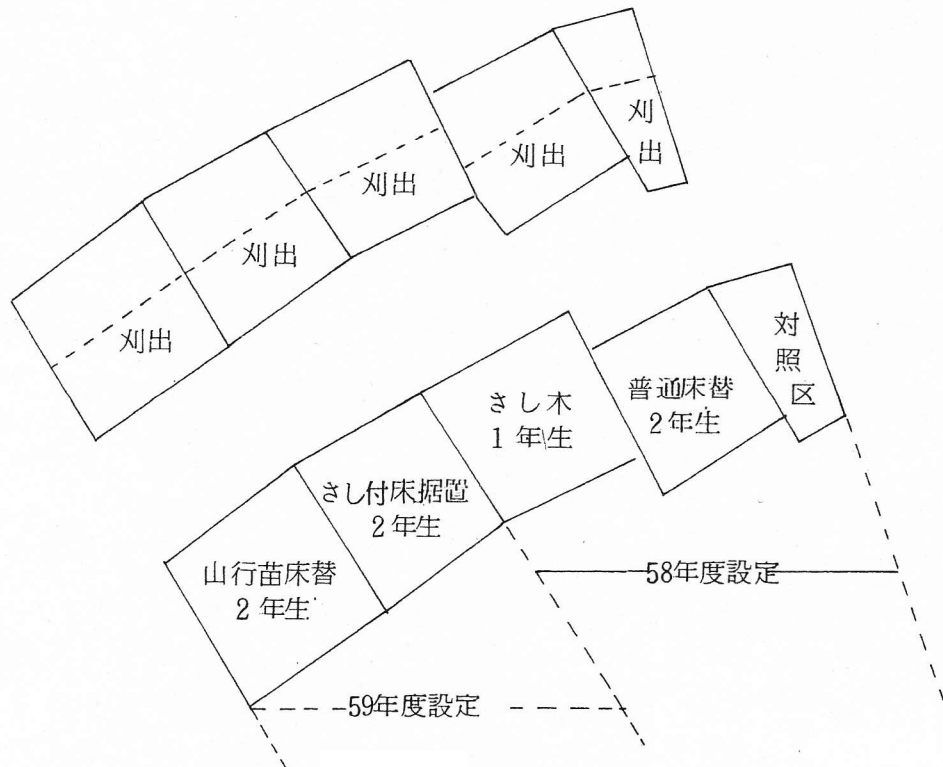 刈
出
刈出
刈出
刈出
刈出
対
照
区
普通床替
2年生
さし木
1年生
さし付床据置
2年生
山行苗床替
2年生
58年度設定
59年度設定